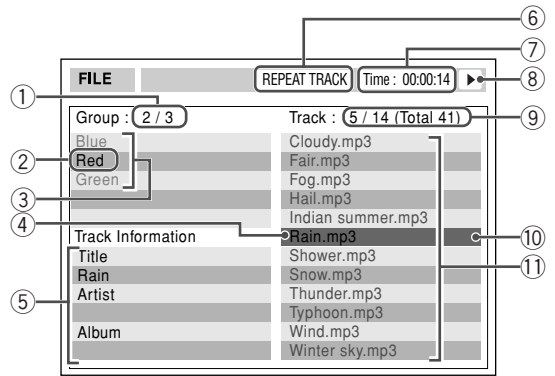 ⑥
⑦
FILE REPEAT TRACK Time : 00:00:14 ⑧
①
Group : 2 / 3 Track : 5 / 14 (Total 41) ⑨
Blue Cloudy.mp3
② Red Fair.mp3
Green Fog.mp3
③ Hail.mp3
④ Indian summer.mp3
Track Information Rain.mp3 ⑩
Title Shower.mp3 ⑪
Rain Snow.mp3
⑤ Artist Thunder.mp3
Typhoon.mp3
Album Wind.mp3
Winter sky.mp3